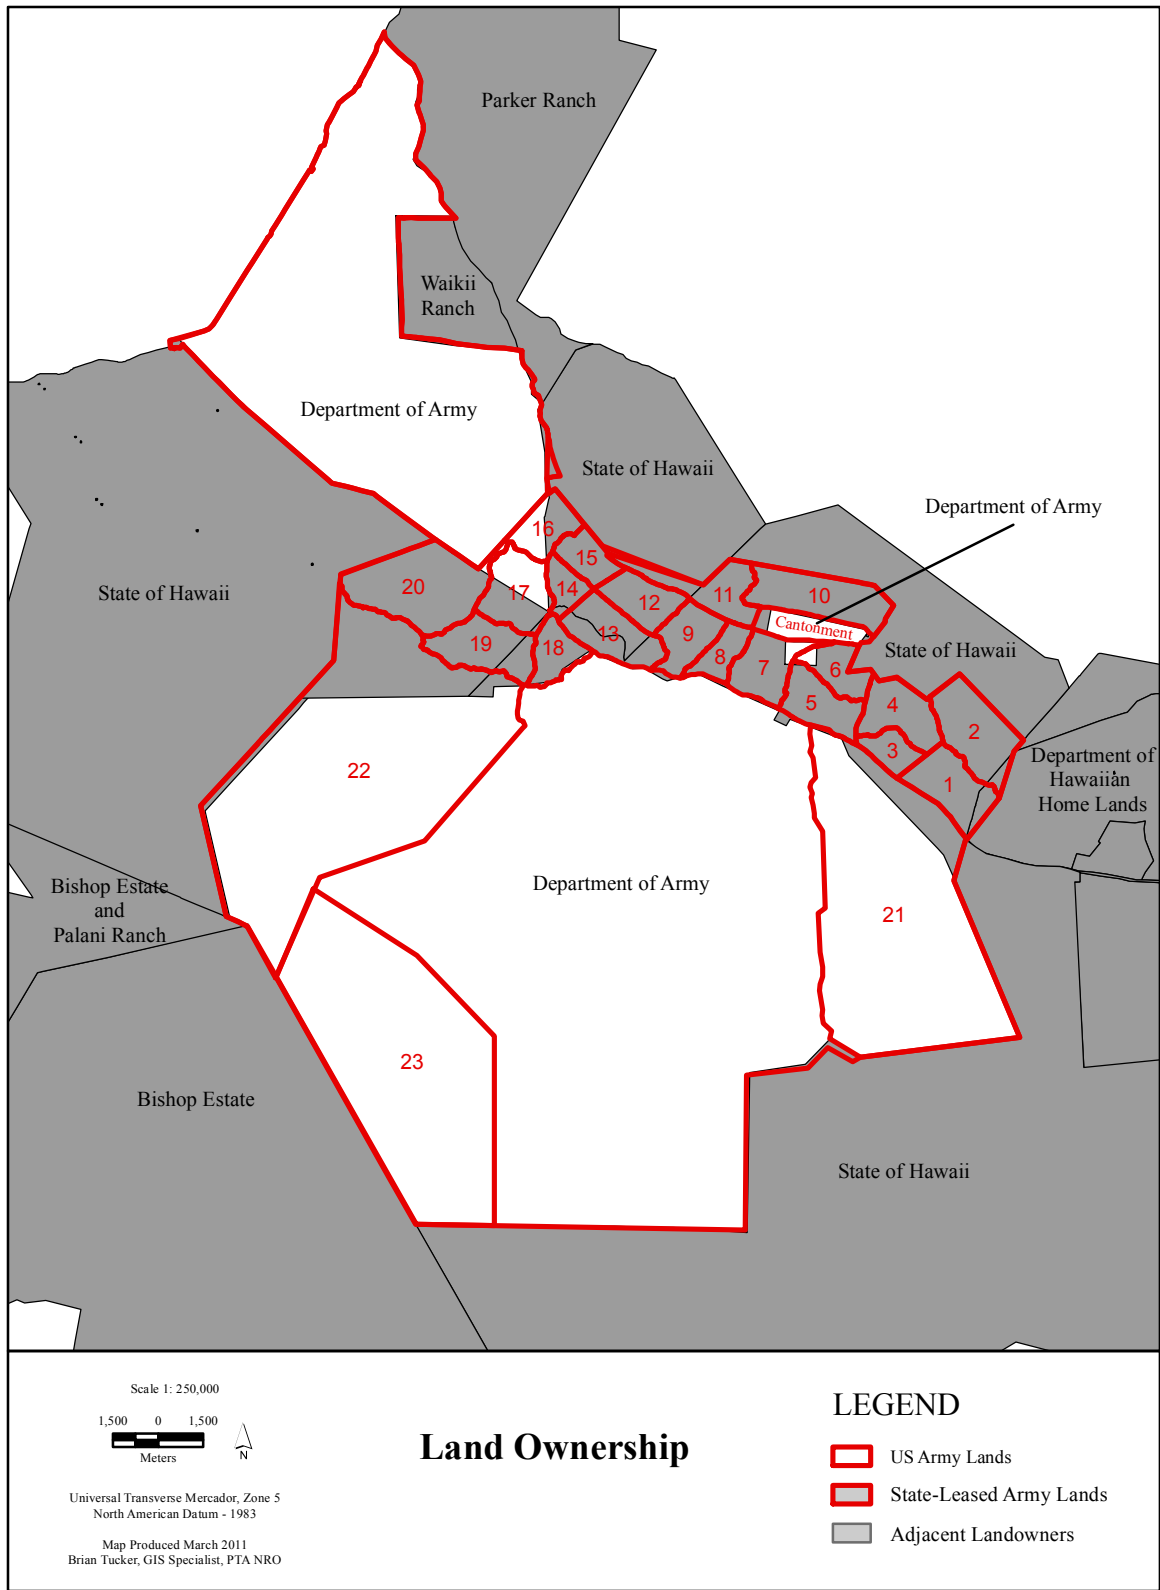 Parker Ranch
Waikii
Ranch
Department of Army
State of Hawaii
Department of Army
16
15
State of Hawaii
20
17
14
12
11
10
Cantonment
19
18
13
9
8
7
6
State of Hawaii
5
4
2
3
1
Department of
Hawaiian
Home Lands
22
Department of Army
Bishop Estate
and
Palani Ranch
21
23
Bishop Estate
State of Hawaii
Scale 1: 250,000
1,500 0 1,500
Meters
N
Universal Transverse Mercador, Zone 5
North American Datum - 1983
Map Produced March 2011
Brian Tucker, GIS Specialist, PTA NRO
Land Ownership
LEGEND
US Army Lands
State-Leased Army Lands
Adjacent Landowners